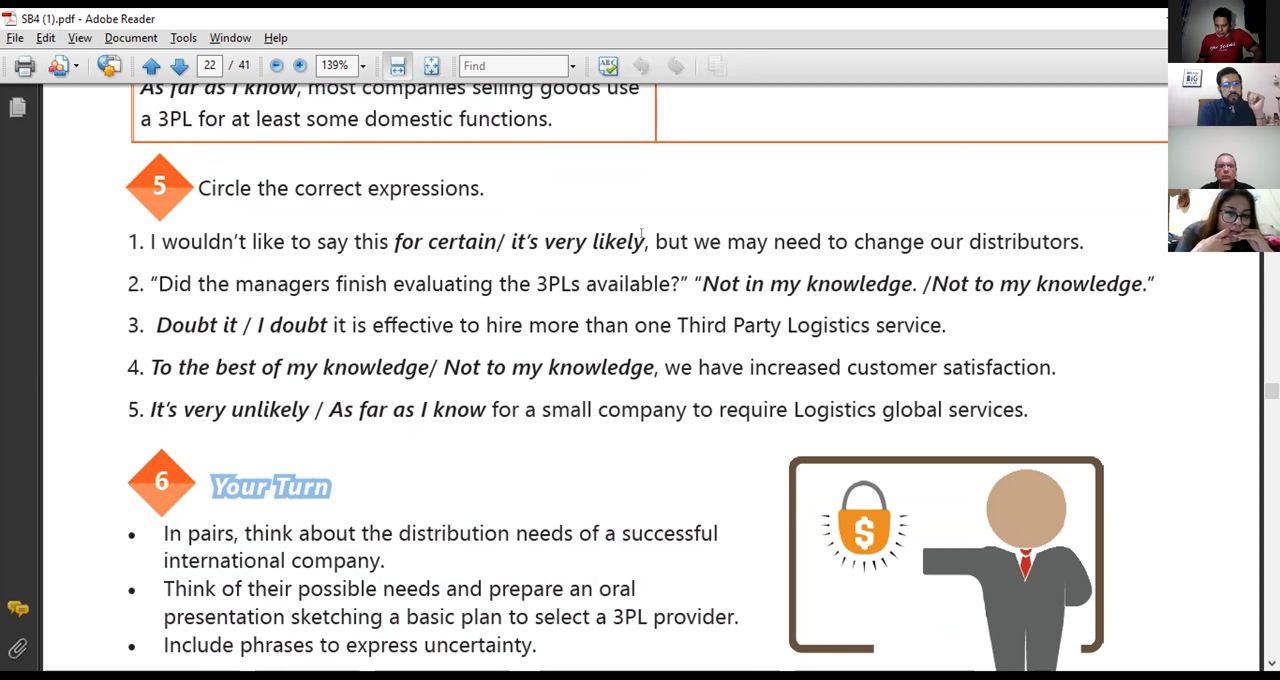 SB4 (1).pdf - Adobe Reader
File Edit View Document Tools Window Help
22 / 41 139% Find
As far as I know, most companies selling goods use
a 3PL for at least some domestic functions.
5 Circle the correct expressions.
1. I wouldn't like to say this for certain/ it's very likely, but we may need to change our distributors.
2. “Did the managers finish evaluating the 3PLs available?” “Not in my knowledge. /Not to my knowledge.”
3. Doubt it / I doubt it is effective to hire more than one Third Party Logistics service.
4. To the best of my knowledge/ Not to my knowledge, we have increased customer satisfaction.
5. It's very unlikely / As far as I know for a small company to require Logistics global services.
6 Your Turn
• In pairs, think about the distribution needs of a successful
international company.
• Think of their possible needs and prepare an oral
presentation sketching a basic plan to select a 3PL provider.
• Include phrases to express uncertainty.
$